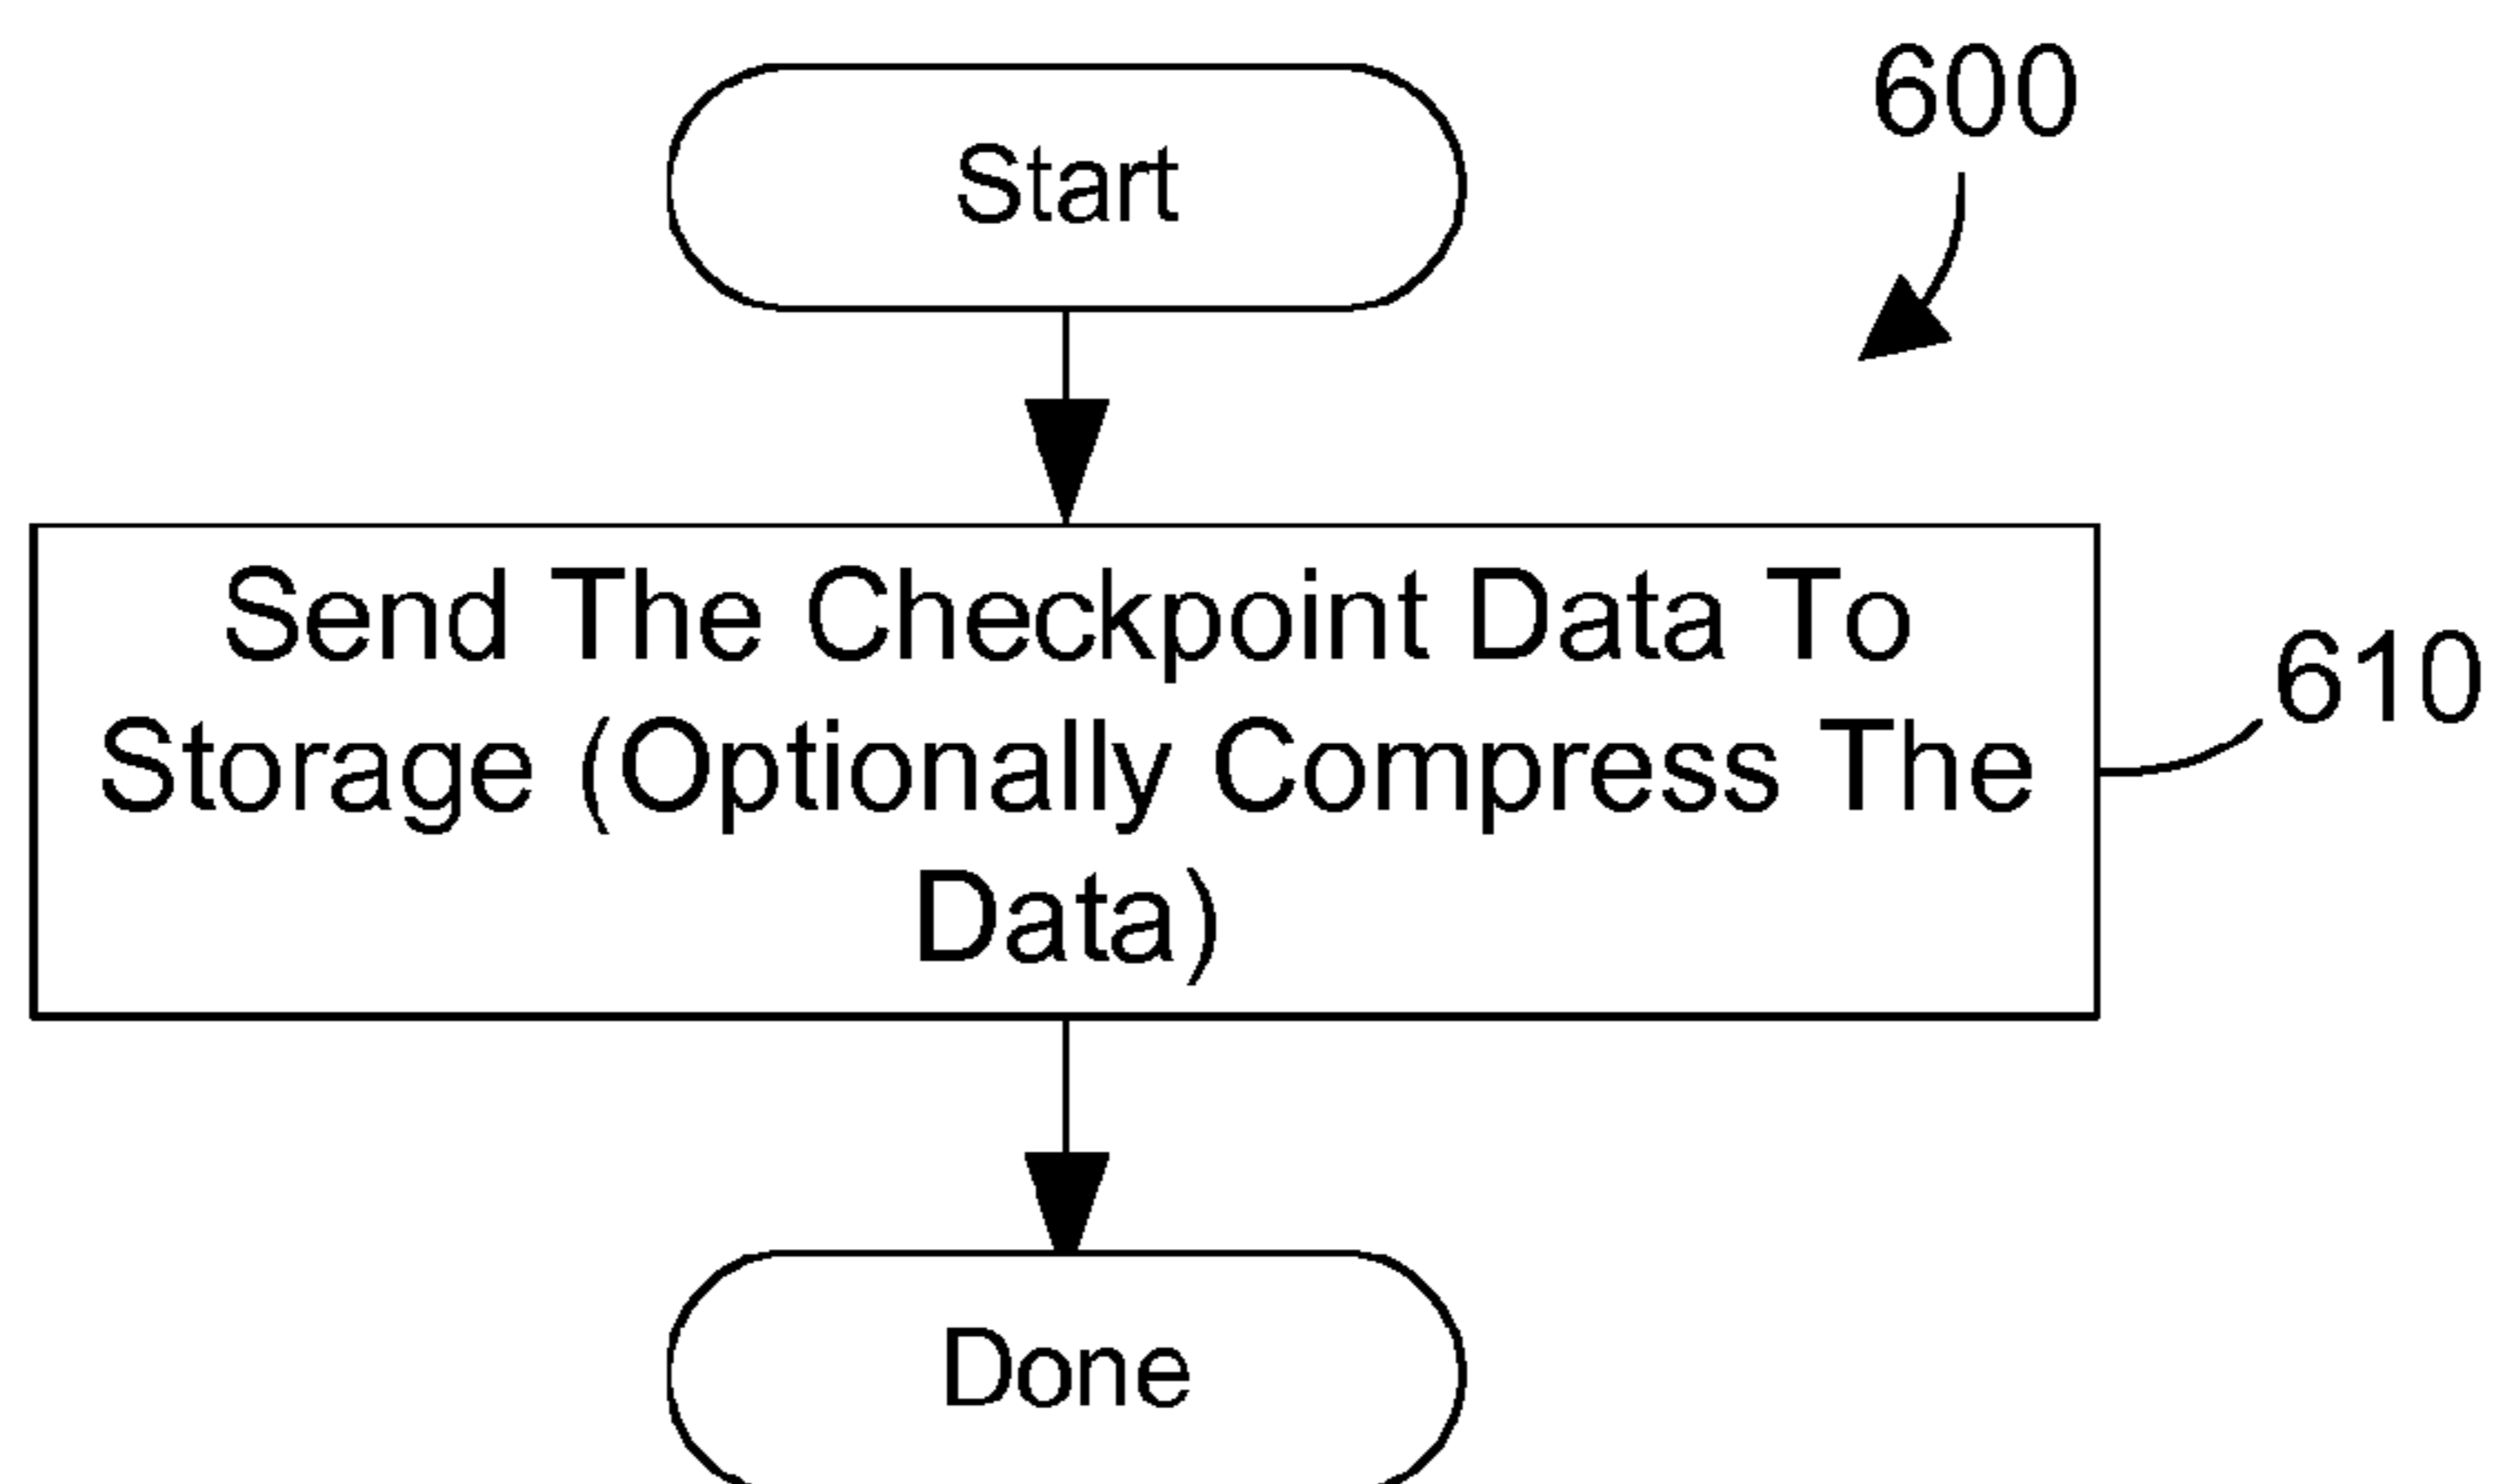 Start
600
Send The Checkpoint Data To
Storage (Optionally Compress The
Data)
610
Done